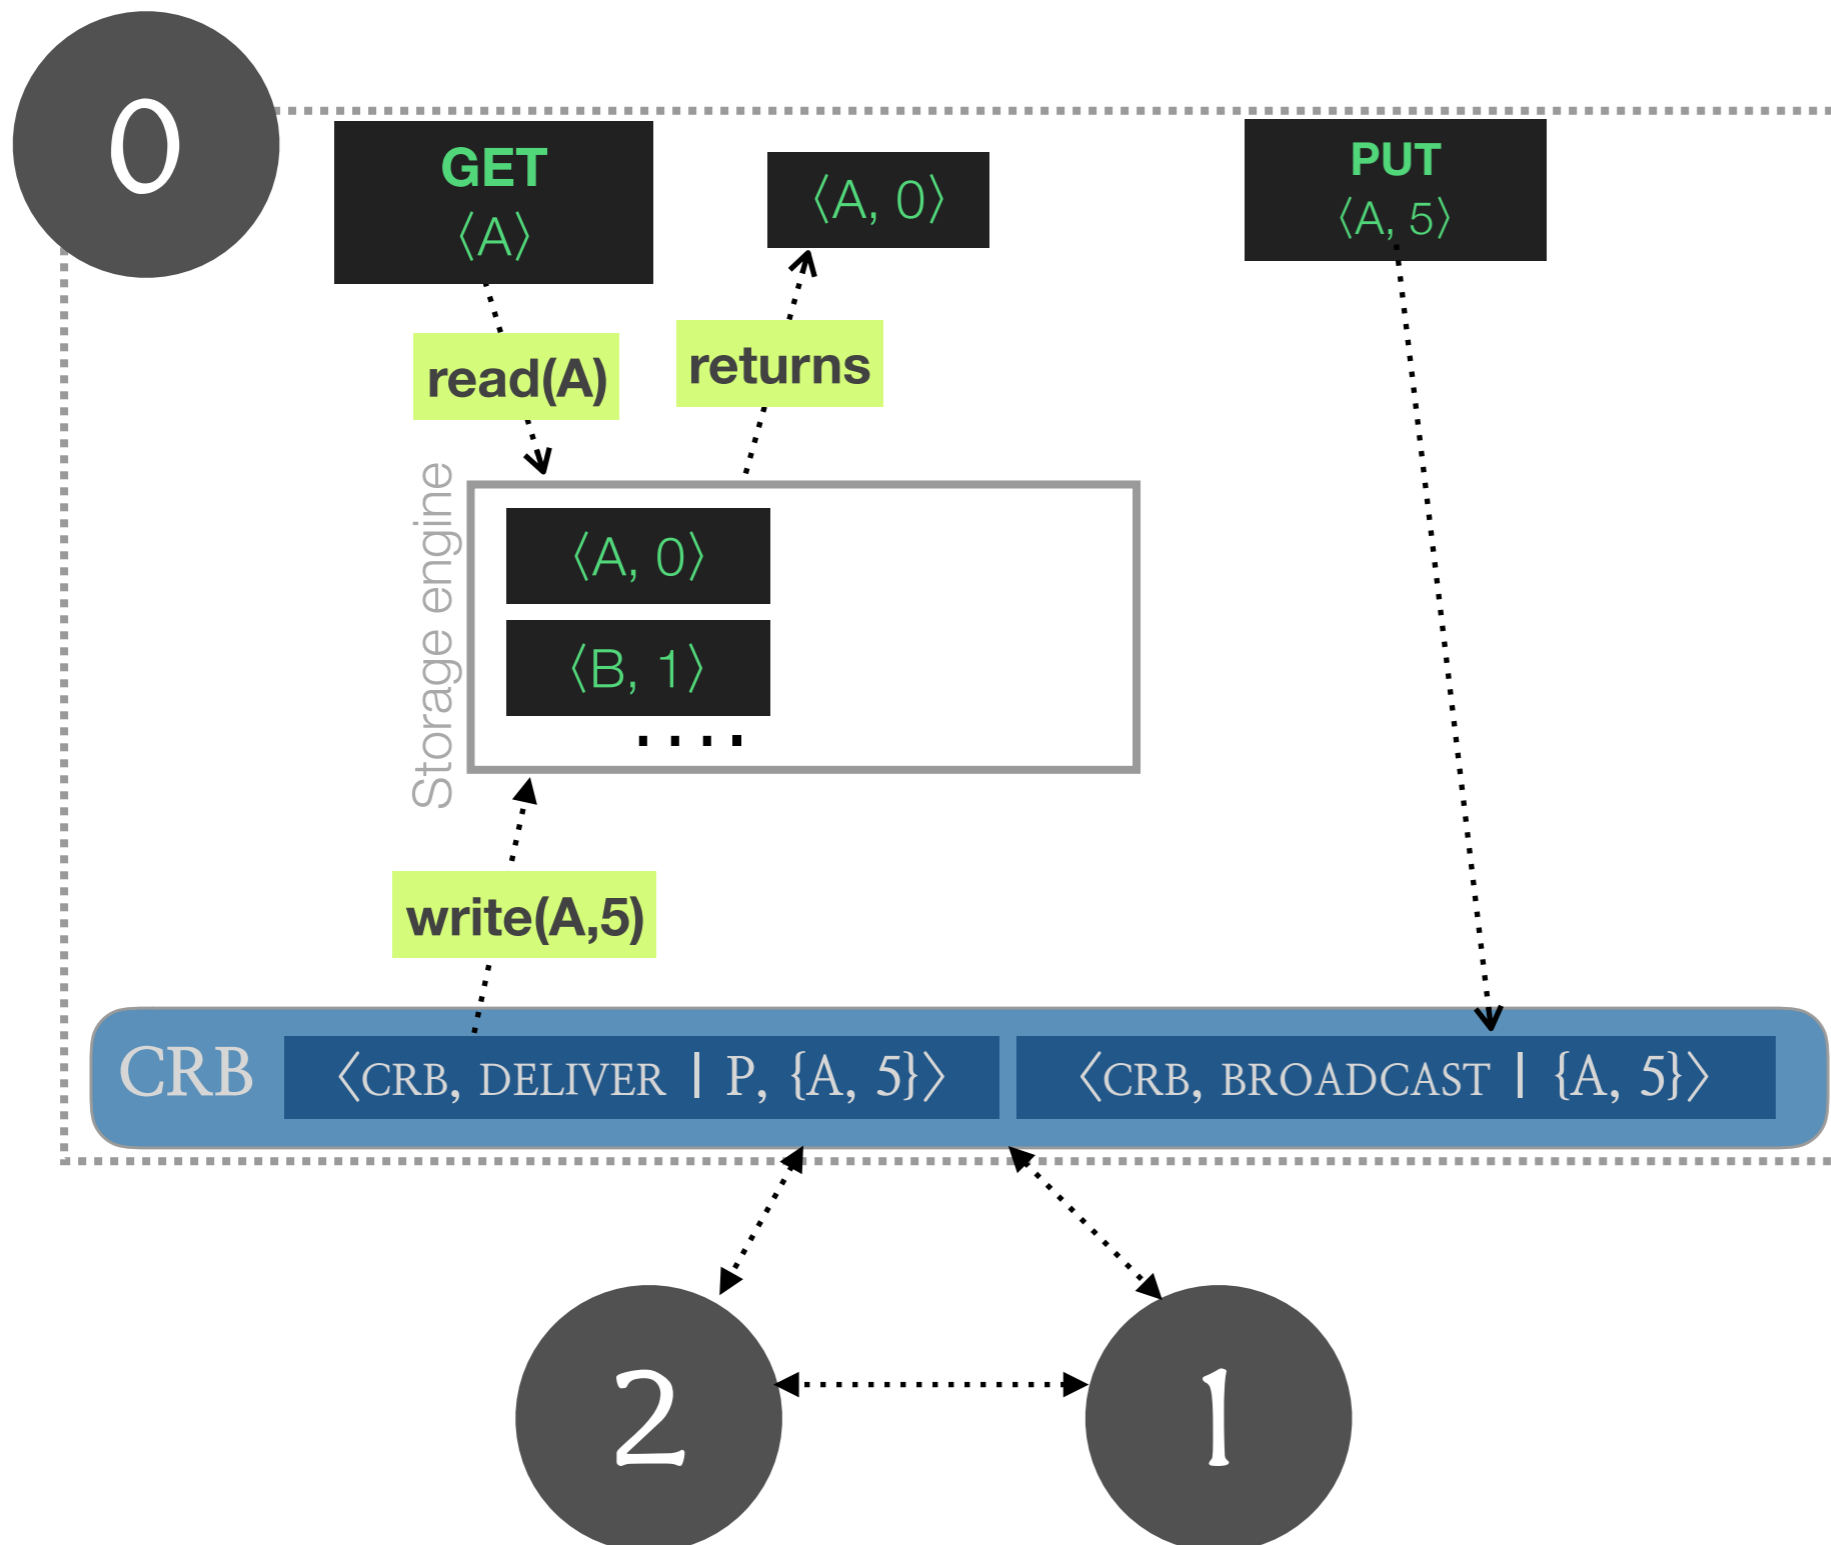 0
GET
⟨A⟩
⟨A, 0⟩
PUT
⟨A, 5⟩
read(A)
returns
Storage engine
⟨A, 0⟩
⟨B, 1⟩
....
write(A,5)
CRB
⟨CRB, DELIVER | P, {A, 5}⟩
⟨CRB, BROADCAST | {A, 5}⟩
2
1